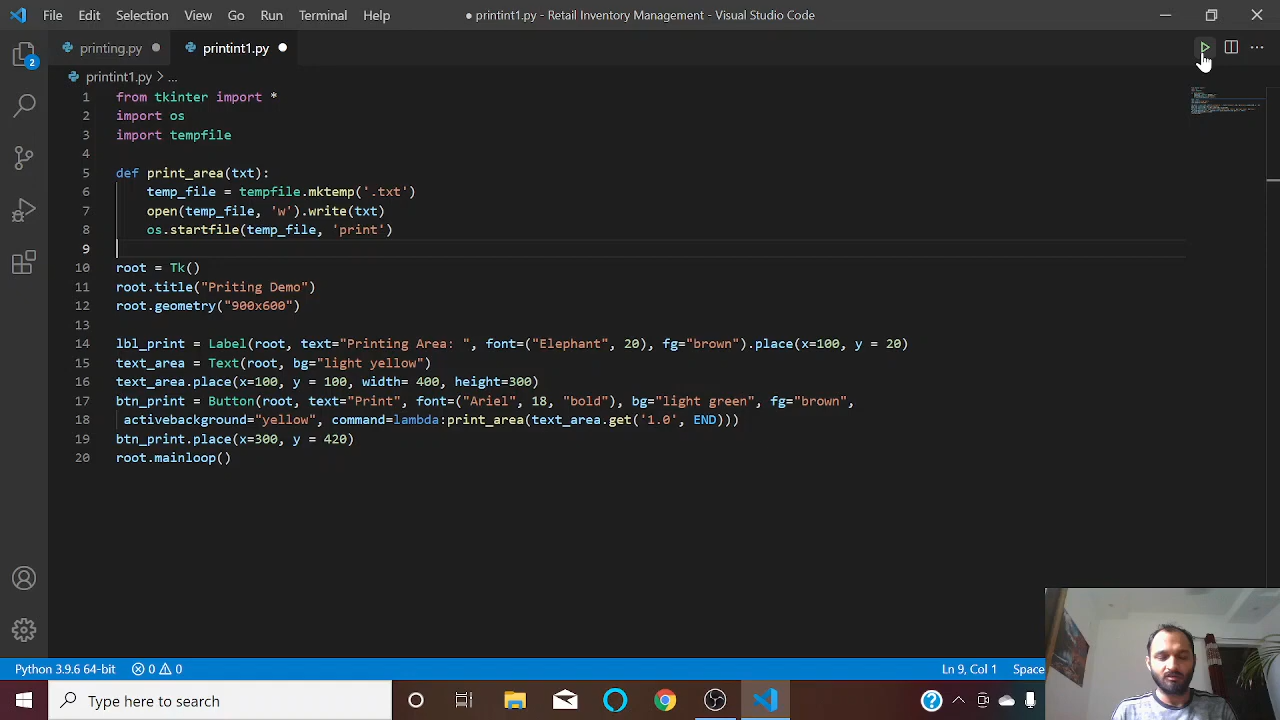 File Edit Selection View Go Run Terminal Help ● printint1.py - Retail Inventory Management - Visual Studio Code
printing.py ● printint1.py ●
2
printint1.py > ...
1 from tkinter import *
2 import os
3 import tempfile
4
5 def print_area(txt):
6 temp_file = tempfile.mktemp('.txt')
7 open(temp_file, 'w').write(txt)
8 os.startfile(temp_file, 'print')
9
10 root = Tk()
11 root.title("Priting Demo")
12 root.geometry("900x600")
13
14 lbl_print = Label(root, text="Printing Area: ", font=("Elephant", 20), fg="brown").place(x=100, y = 20)
15 text_area = Text(root, bg="light yellow")
16 text_area.place(x=100, y = 100, width= 400, height=300)
17 btn_print = Button(root, text="Print", font=("Ariel", 18, "bold"), bg="light green", fg="brown",
18 activebackground="yellow", command=lambda:print_area(text_area.get('1.0', END)))
19 btn_print.place(x=300, y = 420)
20 root.mainloop()
Python 3.9.6 64-bit 0 0 Ln 9, Col 1 Space
Type here to search